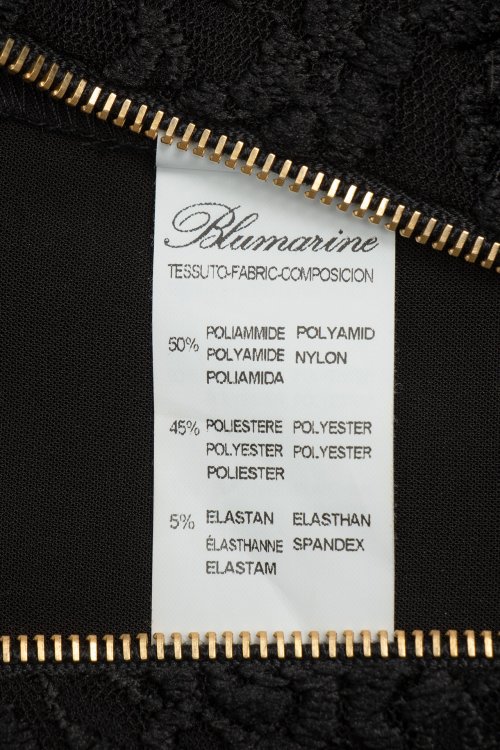 Blumarine
TESSUTO-FABRIC-COMPOSICION
50% POLIAMMIDE POLYAMID
POLYAMIDE NYLON
POLIAMIDA
45% POLIESTERE POLYESTER
POLYESTER POLYESTER
POLIESTER
5% ELASTAN ELASTHAN
ÉLASTHANNE SPANDEX
ELASTAM